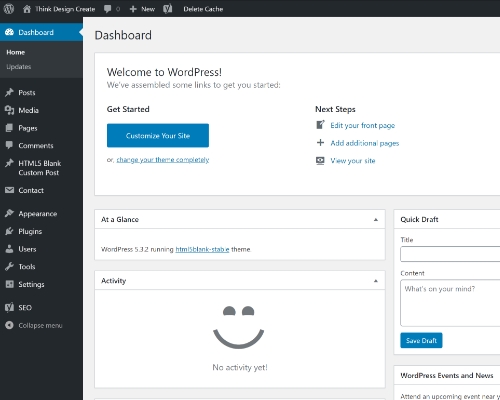 Think Design Create 0 + New Delete Cache
Dashboard
Home
Updates
Posts
Media
Pages
Comments
HTML5 Blank
Custom Post
Contact
Appearance
Plugins
Users
Tools
Settings
SEO
Collapse menu
Dashboard
Welcome to WordPress!
We've assembled some links to get you started:
Get Started
Customize Your Site
or, change your theme completely
Next Steps
Edit your front page
Add additional pages
View your site
At a Glance
WordPress 5.3.2 running html5blank-stable theme
Activity
No activity yet!
Quick Draft
Title
Content
What's on your mind?
Save Draft
WordPress Events and News
Attend an upcoming event near